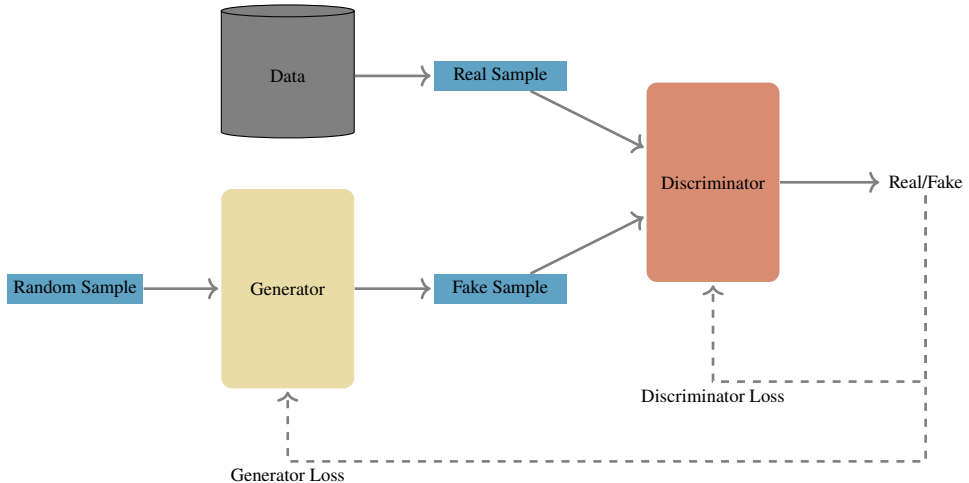 Data
Real Sample
Discriminator
Real/Fake
Random Sample
Generator
Fake Sample
Discriminator Loss
Generator Loss